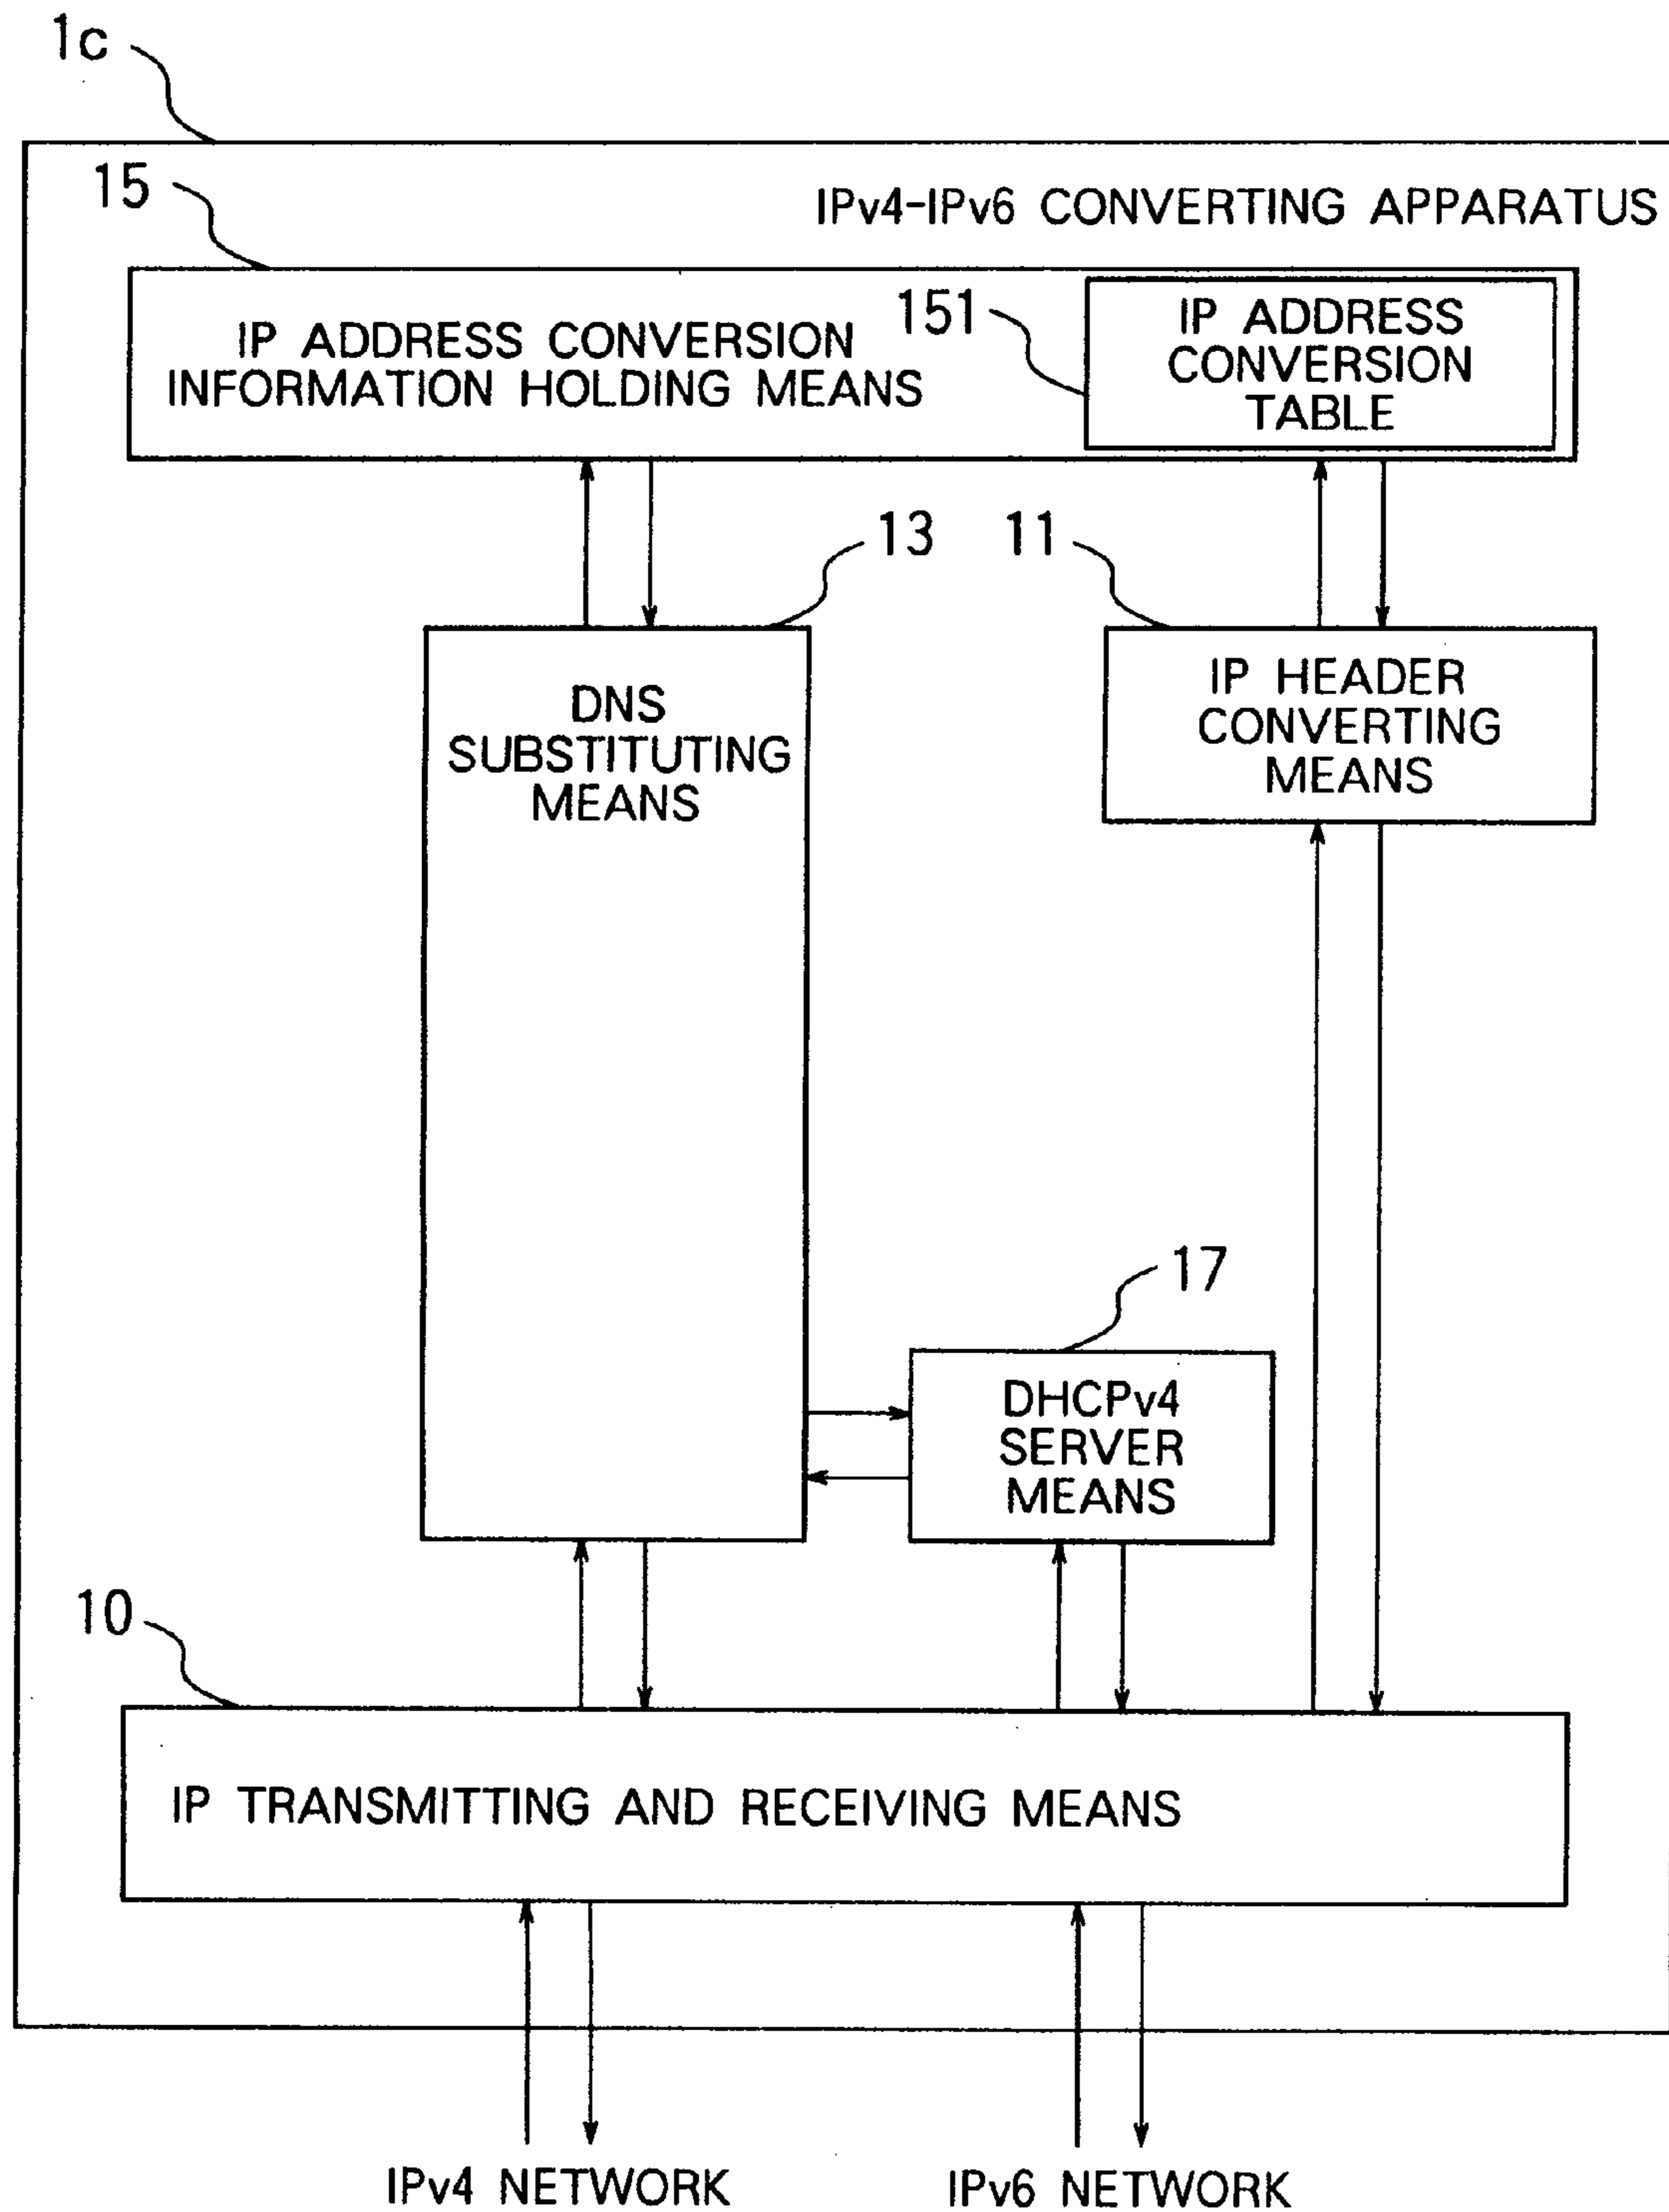 1c
15
IPv4-IPv6 CONVERTING APPARATUS
IP ADDRESS CONVERSION
INFORMATION HOLDING MEANS
151
IP ADDRESS
CONVERSION
TABLE
13
11
DNS
SUBSTITUTING
MEANS
IP HEADER
CONVERTING
MEANS
17
DHCPv4
SERVER
MEANS
10
IP TRANSMITTING AND RECEIVING MEANS
IPv4 NETWORK
IPv6 NETWORK